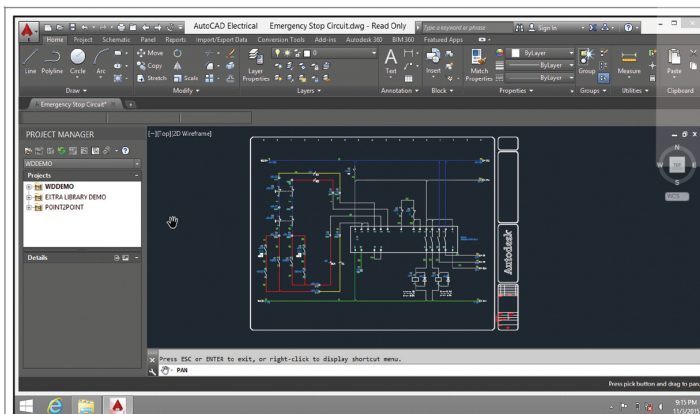 AutoCAD Electrical Emergency Stop Circuit.dwg - Read Only
Type a keyword or phrase
Sign In
Home Project Schematic Panel Reports Import/Export Data Conversion Tools Add-ins Autodesk 360 BIM 360 Featured Apps
Line Polyline Circle Arc
Move
Copy
Stretch Scale
Layer Properties
0
Text
Insert
Match Properties
ByLayer
ByLayer
ByLayer
Group
Measure
Paste
Draw Modify Layers Annotation Block Properties Groups Utilities Clipboard
Emergency Stop Circuit*
PROJECT MANAGER
WDDEMO
Projects
WDDEMO
EXTRA LIBRARY DEMO
POINT2POINT
Details
[-][Top][2D Wireframe]
N
W TOP E
S
WCS
Autodesk
Press ESC or ENTER to exit, or right-click to display shortcut menu.
PAN
Press pick button and drag to pan.
9:15 PM